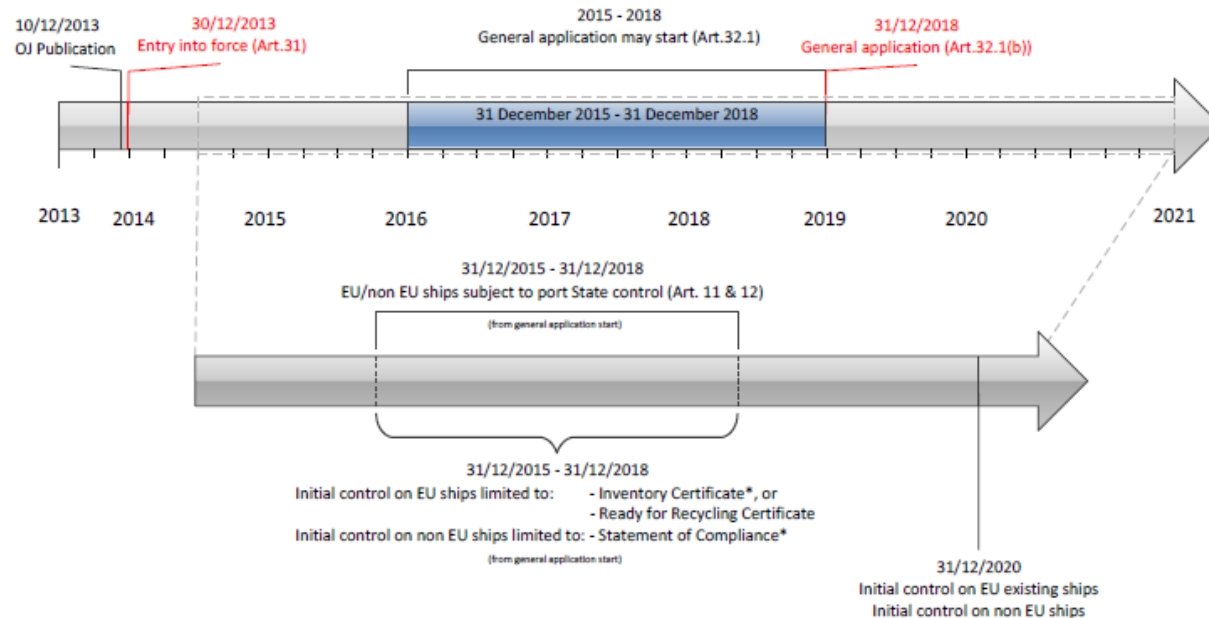 10/12/2013
OJ Publication
30/12/2013
Entry into force (Art.31)
2015 - 2018
General application may start (Art.32.1)
31/12/2018
General application (Art.32.1(b))
31 December 2015 - 31 December 2018
2013
2014
2015
2016
2017
2018
2019
2020
2021
31/12/2015 - 31/12/2018
EU/non EU ships subject to port State control (Art. 11 & 12)
(from general application start)
31/12/2015 - 31/12/2018
Initial control on EU ships limited to: - Inventory Certificate*, or
- Ready for Recycling Certificate
Initial control on non EU ships limited to: - Statement of Compliance*
(from general application start)
31/12/2020
Initial control on EU existing ships
Initial control on non EU ships